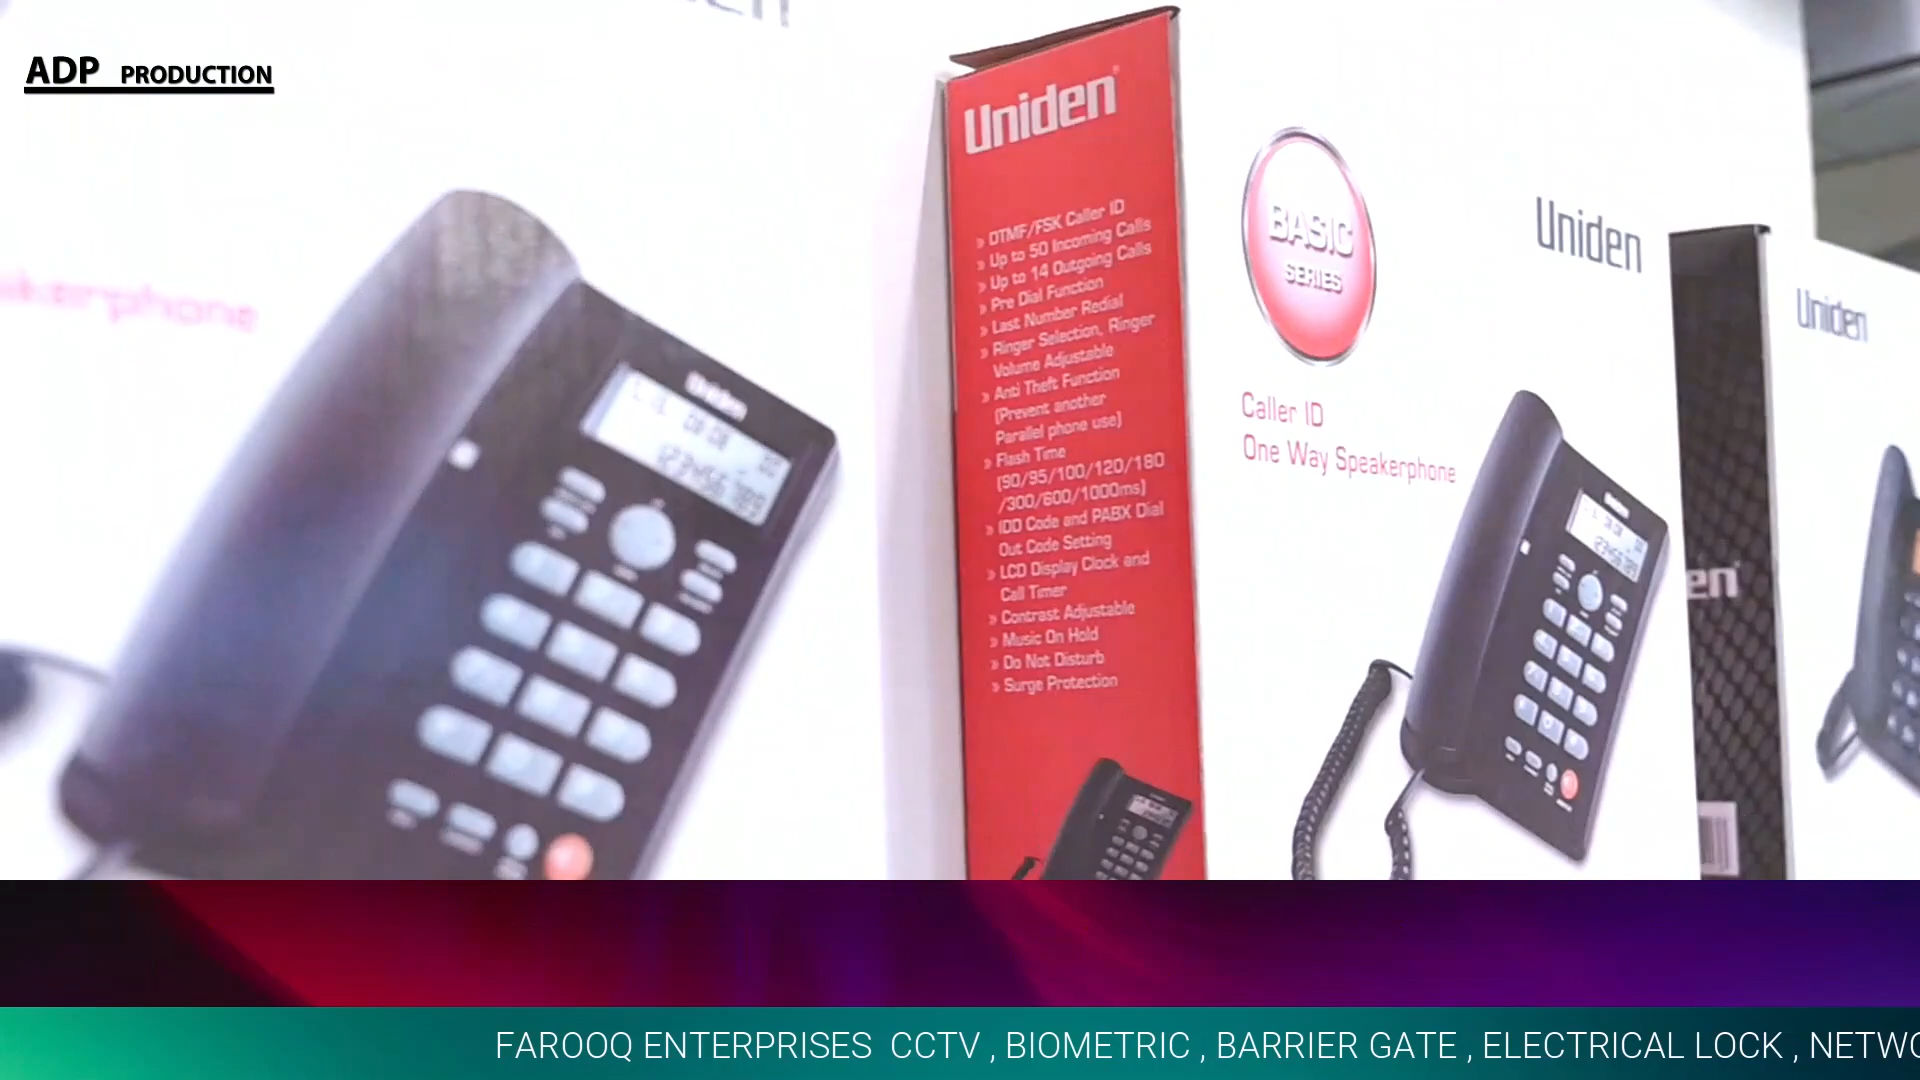 ADP PRODUCTION
Uniden
» DTMF/FSK Caller ID
» Up to 50 Incoming Calls
» Up to 14 Outgoing Calls
» Pre Dial Function
» Last Number Redial
» Ringer Selection, Ringer
Volume Adjustable
» Anti Theft Function
(Prevent another
Parallel phone use)
» Flash Time
(90/95/100/120/180
/300/600/1000ms)
» IDD Code and PABX Dial
Out Code Setting
» LCD Display Clock and
Call Timer
» Contrast Adjustable
» Music On Hold
» Do Not Disturb
» Surge Protection
BASIC
SERIES
Uniden
Caller ID
One Way Speakerphone
Uniden
en
akerphone
Uniden
FAROOQ ENTERPRISES CCTV , BIOMETRIC , BARRIER GATE , ELECTRICAL LOCK , NETWO